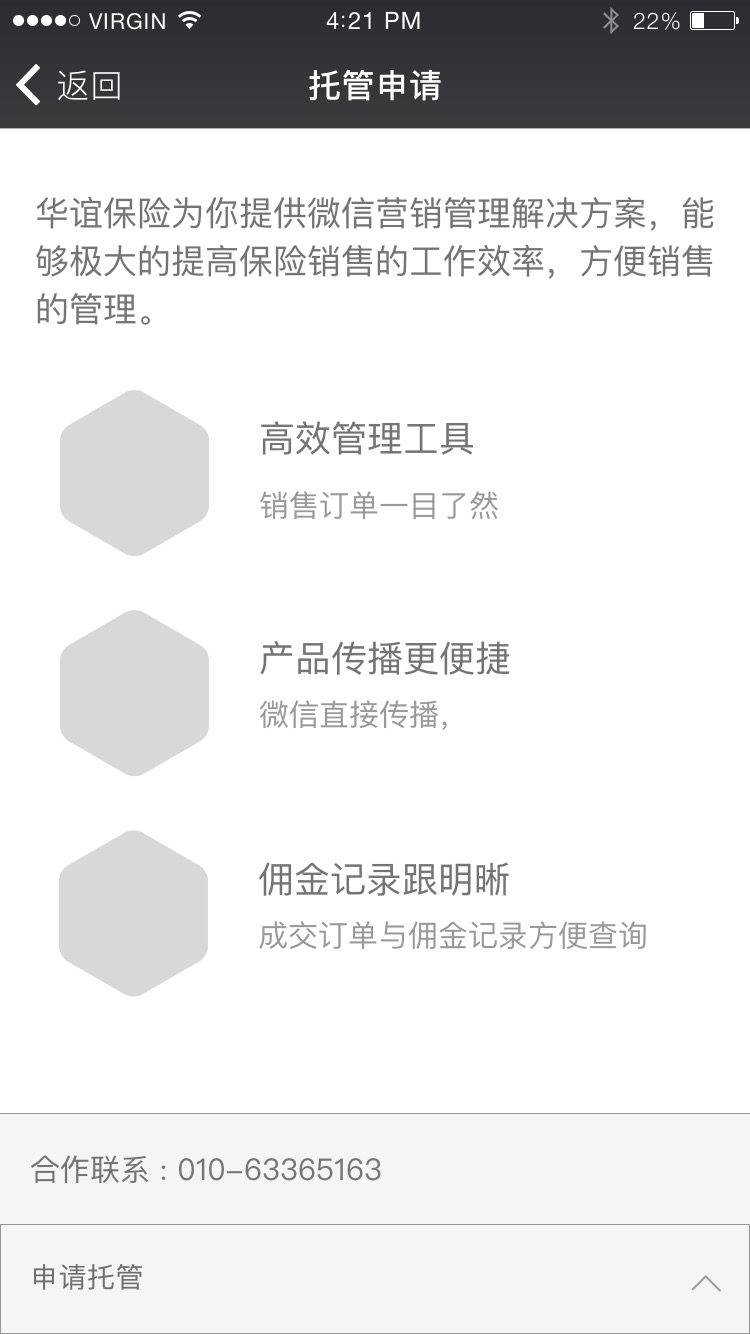 VIRGIN 4:21 PM 22%
返回 托管申请
华谊保险为你提供微信营销管理解决方案，能
够极大的提高保险销售的工作效率，方便销售
的管理。
高效管理工具
销售订单一目了然
产品传播更便捷
微信直接传播，
佣金记录跟明晰
成交订单与佣金记录方便查询
合作联系：010-63365163
申请托管